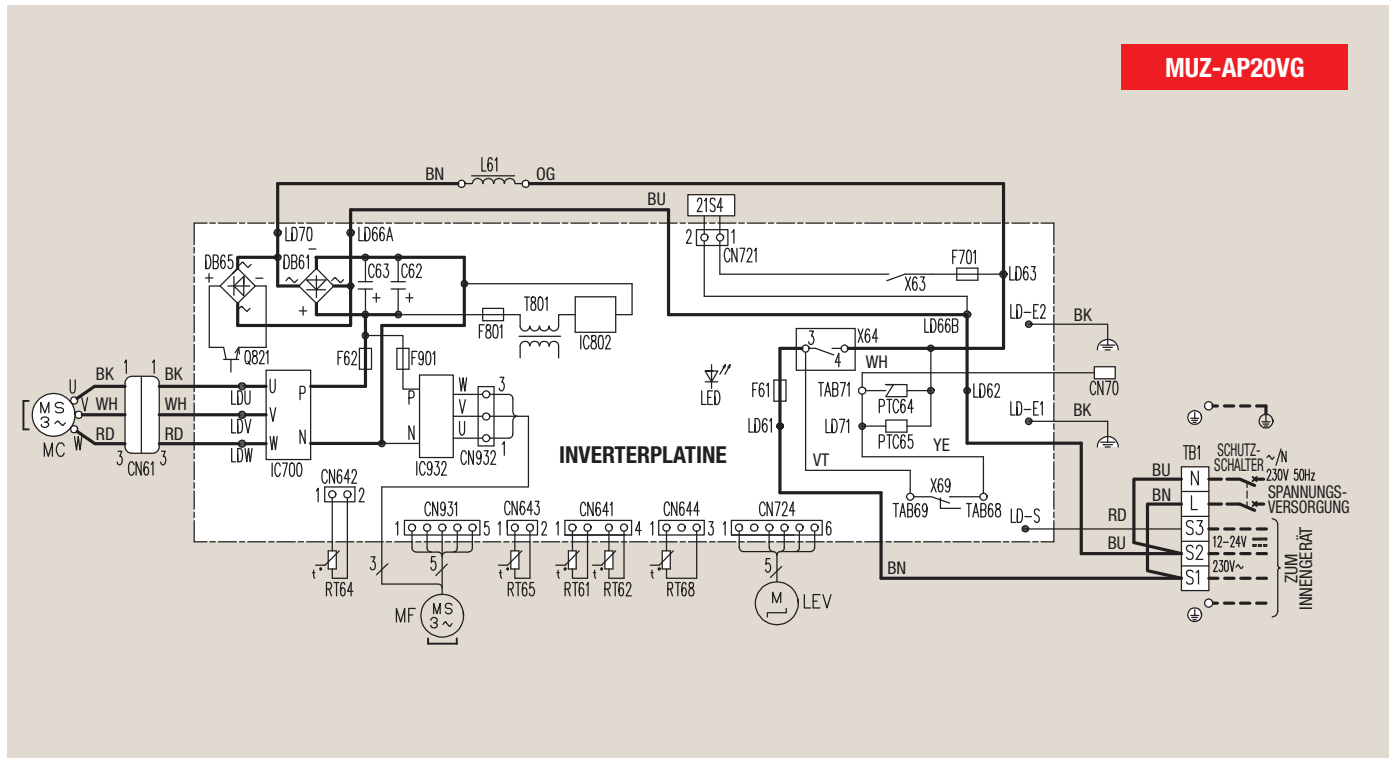 MUZ-AP20VG
BN L61 OG
BU
21S4
2 1
CN721
LD70 LD66A
DB65 DB61 C63 C62
+ ~ - ~ - ~ + + +
F701
X63 LD63
T801
F801 IC802
LD66B LD-E2 BK
Q821 F62 F901
3 X64
4 WH
LED F61 TAB71 PTC64 LD62 CN70
LD61 LD71 PTC65 LD-E1 BK
YE
VT
U BK 1 1 BK LDU U P
MS 3~ V WH WH LDV V
W RD 3 3 RD LDW W N
MC CN61 IC700
P W 3
V
N U 1
IC932 CN932
INVERTERPLATINE
X69
TAB69 TAB68
LD-S
CN642
1 2
CN931
1 5
CN643
1 2
CN641
1 4
CN644
1 3
CN724
1 6
t° RT64
3 5
t° RT65
t° RT61
t° RT62
t° RT68
5
MF MS 3~
M LEV
BN
TB1 SCHUTZ-
SCHALTER ~/N
230V 50Hz
SPANNUNGS-
VERSORGUNG
BU N
BN L
RD S3
12-24V
BU S2
230V~
S1
ZUM
INNENGERÄT